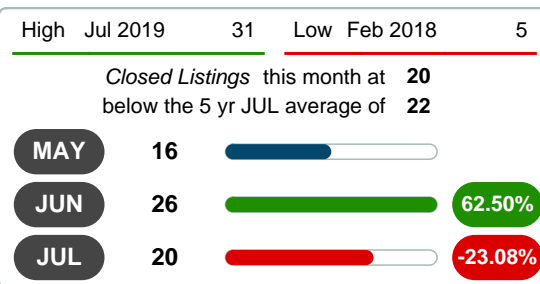 High Jul 2019 31 Low Feb 2018 5
Closed Listings this month at 20
below the 5 yr JUL average of 22
MAY 16
JUN 26 62.50%
JUL 20 -23.08%